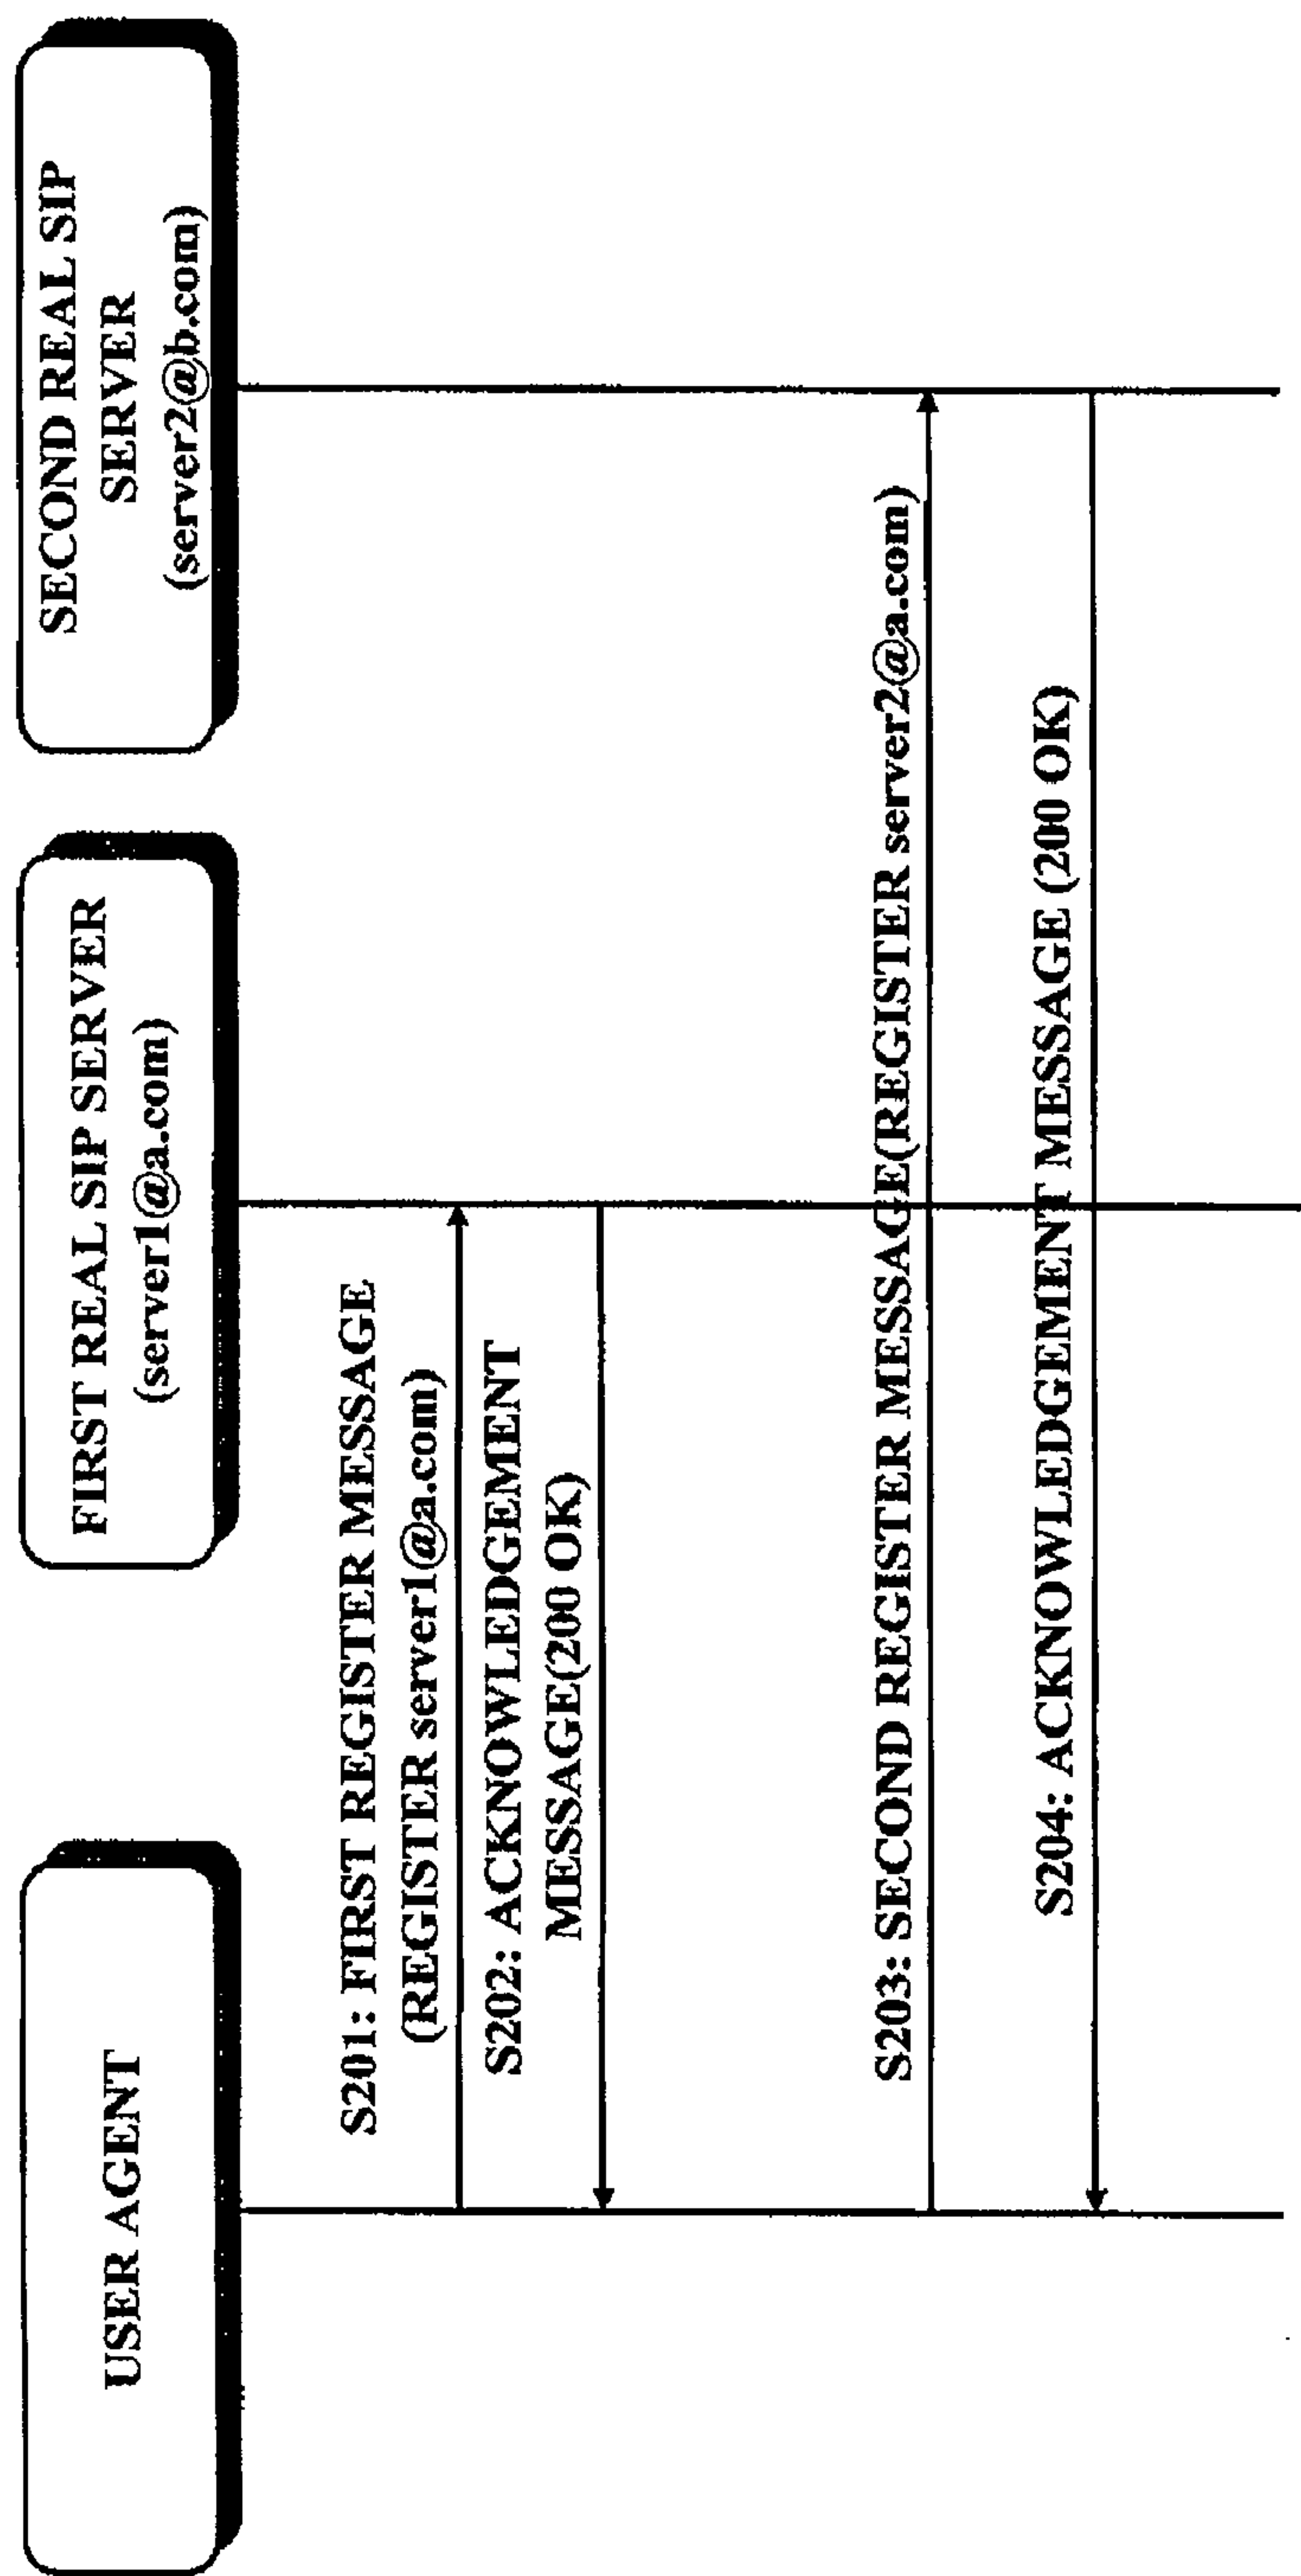 USER AGENT
FIRST REAL SIP SERVER
(server1@a.com)
SECOND REAL SIP
SERVER
(server2@b.com)
S201: FIRST REGISTER MESSAGE
(REGISTER server1@a.com)
S202: ACKNOWLEDGEMENT
MESSAGE(200 OK)
S203: SECOND REGISTER MESSAGE(REGISTER server2@a.com)
S204: ACKNOWLEDGEMENT MESSAGE (200 OK)